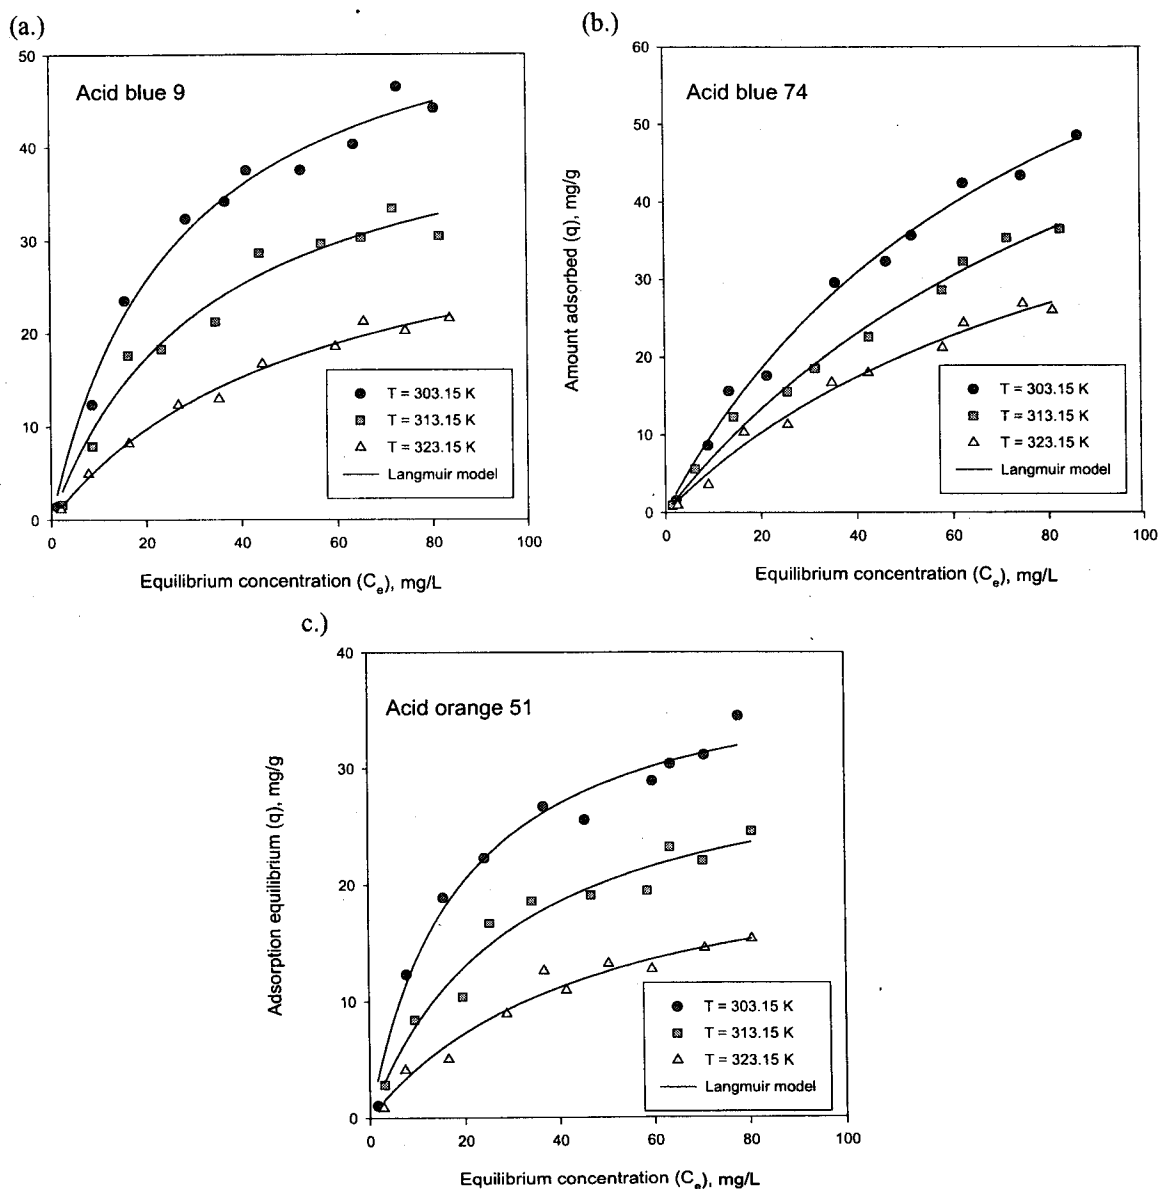 (a.)
50
40
30
20
10
0
Acid blue 9
T = 303.15 K
T = 313.15 K
T = 323.15 K
Langmuir model
0 20 40 60 80 100
Equilibrium concentration (Ce), mg/L
(b.)
Amount adsorbed (q), mg/g
60
50
40
30
20
10
0
Acid blue 74
T = 303.15 K
T = 313.15 K
T = 323.15 K
Langmuir model
0 20 40 60 80 100
Equilibrium concentration (Ce), mg/L
c.)
Adsorption equilibrium (q), mg/g
40
30
20
10
0
Acid orange 51
T = 303.15 K
T = 313.15 K
T = 323.15 K
Langmuir model
0 20 40 60 80 100
Equilibrium concentration (Ce), mg/L